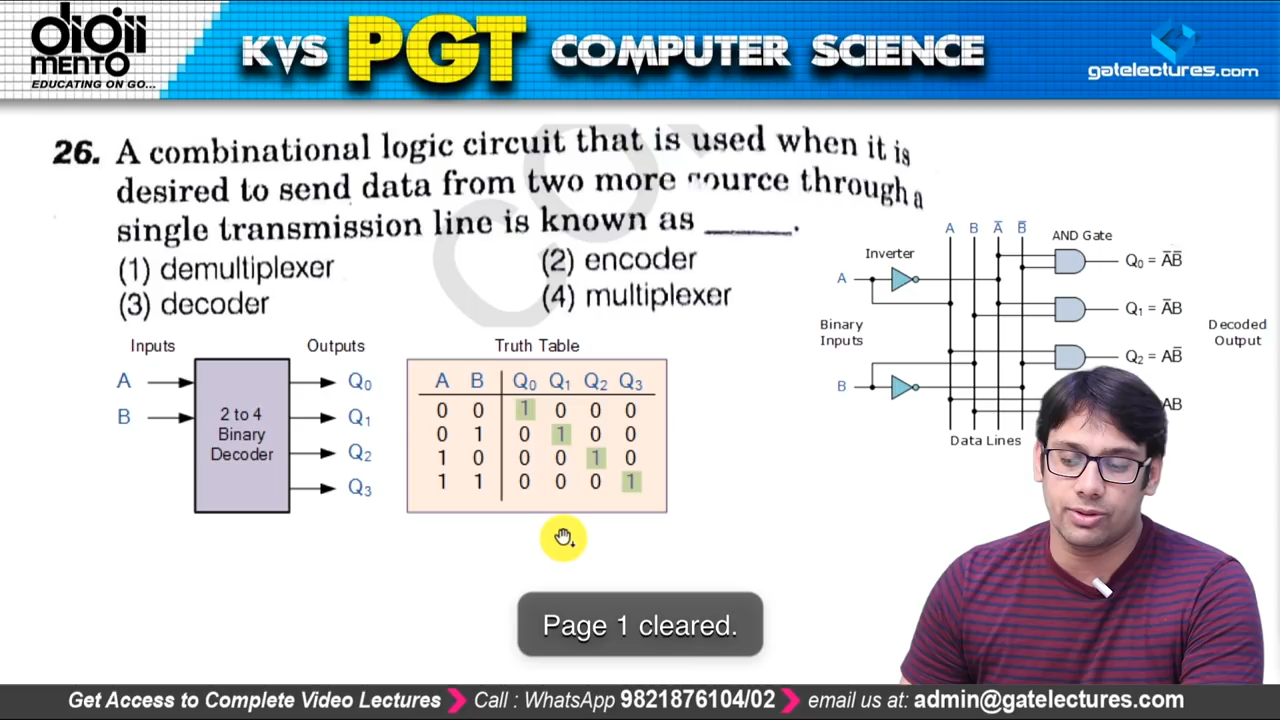 diGii
MENTO
EDUCATING ON GO...
KVS PGT COMPUTER SCIENCE
gatelectures.com
26. A combinational logic circuit that is used when it is
desired to send data from two more source through a
single transmission line is known as ______.
(1) demultiplexer (2) encoder
(3) decoder (4) multiplexer
Inputs Outputs
A
B
2 to 4
Binary
Decoder
Q₀
Q₁
Q₂
Q₃
Truth Table
A B Q₀ Q₁ Q₂ Q₃
0 0 1 0 0 0
0 1 0 1 0 0
1 0 0 0 1 0
1 1 0 0 0 1
A B A̅ B̅
AND Gate
Inverter
A
Binary
Inputs
B
Q₀ = A̅B̅
Q₁ = A̅B
Q₂ = AB̅
AB
Decoded
Output
Data Lines
Page 1 cleared.
Get Access to Complete Video Lectures Call : WhatsApp 9821876104/02 email us at: admin@gatelectures.com